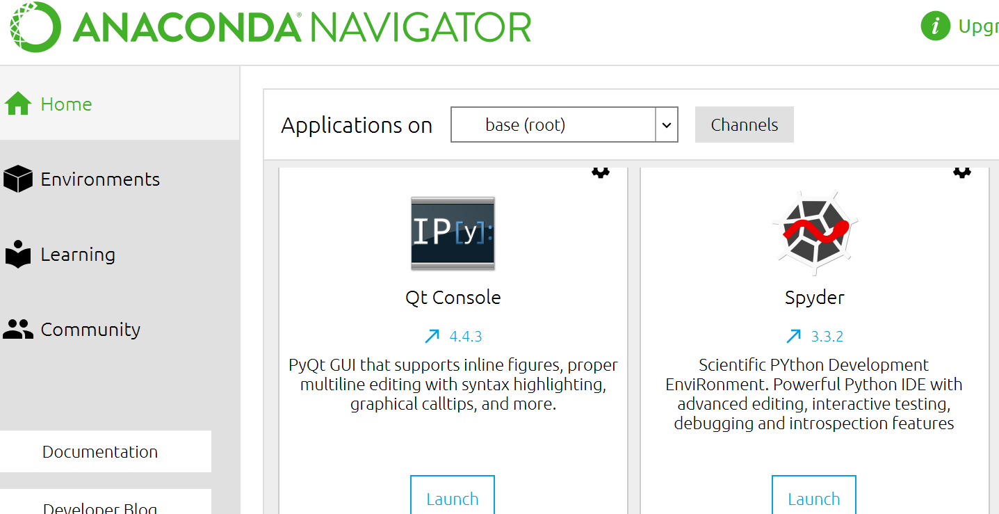 ANACONDA® NAVIGATOR
Upgr
Home
Environments
Learning
Community
Documentation
Developer Blog
Applications on
base (root)
Channels
IP[y]:
Qt Console
4.4.3
PyQt GUI that supports inline figures, proper
multiline editing with syntax highlighting,
graphical calltips, and more.
Launch
Spyder
3.3.2
Scientific PYthon Development
EnviRonment. Powerful Python IDE with
advanced editing, interactive testing,
debugging and introspection features
Launch